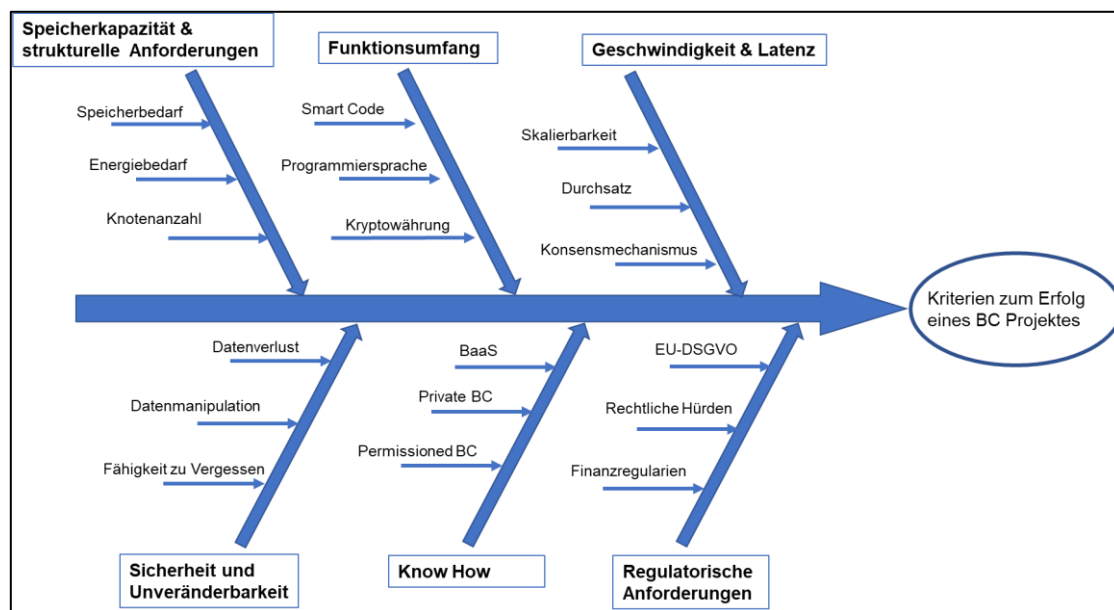 Speicherkapazität &
strukturelle Anforderungen
Funktionsumfang
Geschwindigkeit & Latenz
Speicherbedarf
Energiebedarf
Knotenanzahl
Smart Code
Programmiersprache
Kryptowährung
Skalierbarkeit
Durchsatz
Konsensmechanismus
Kriterien zum Erfolg
eines BC Projektes
Datenverlust
Datenmanipulation
Fähigkeit zu Vergessen
BaaS
Private BC
Permissioned BC
EU-DSGVO
Rechtliche Hürden
Finanzregularien
Sicherheit und
Unveränderbarkeit
Know How
Regulatorische
Anforderungen